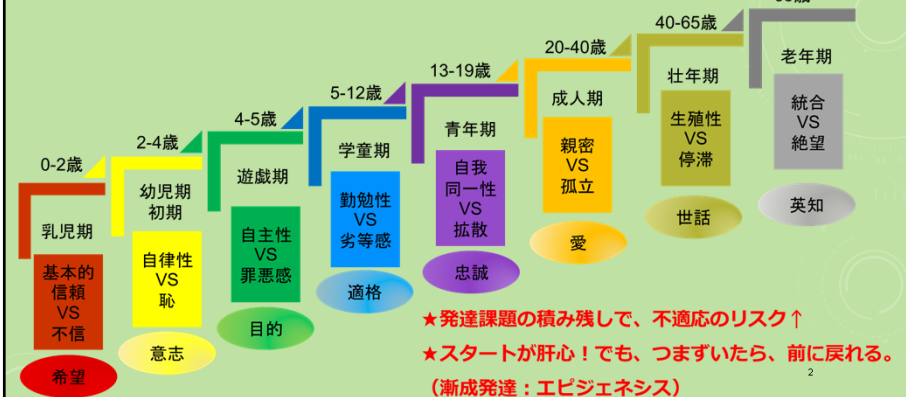 0-2歳
乳児期
基本的
信頼
VS
不信
希望
2-4歳
幼児期
初期
自律性
VS
恥
意志
4-5歳
遊戯期
自主性
VS
罪悪感
目的
5-12歳
学童期
勤勉性
VS
劣等感
適格
13-19歳
青年期
自我
同一性
VS
拡散
忠誠
20-40歳
成人期
親密
VS
孤立
愛
40-65歳
壮年期
生殖性
VS
停滞
世話
老年期
統合
VS
絶望
英知
★発達課題の積み残しで、不適応のリスク↑
★スタートが肝心！でも、つまずいたら、前に戻れる。
（漸成発達：エピジェネシス）
2